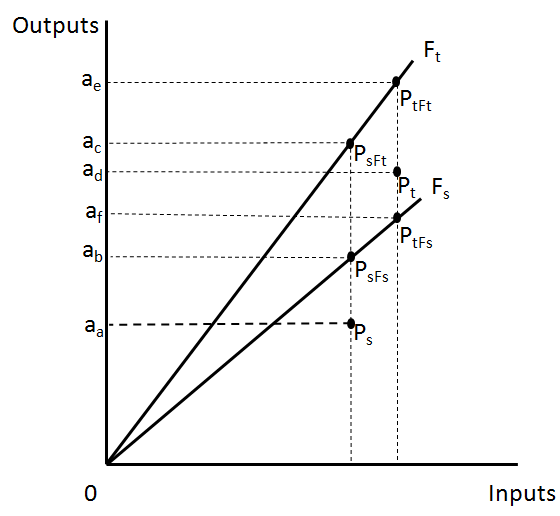 Outputs
Ft
ae
PtFt
ac
PsFt
ad
Pt
Fs
af
PtFs
ab
PsFs
aa
Ps
0
Inputs